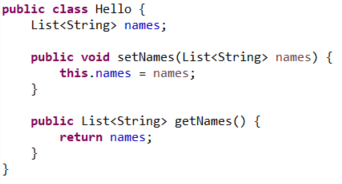 public class Hello {
    List<String> names;

    public void setNames(List<String> names) {
        this.names = names;
    }

    public List<String> getNames() {
        return names;
    }
}